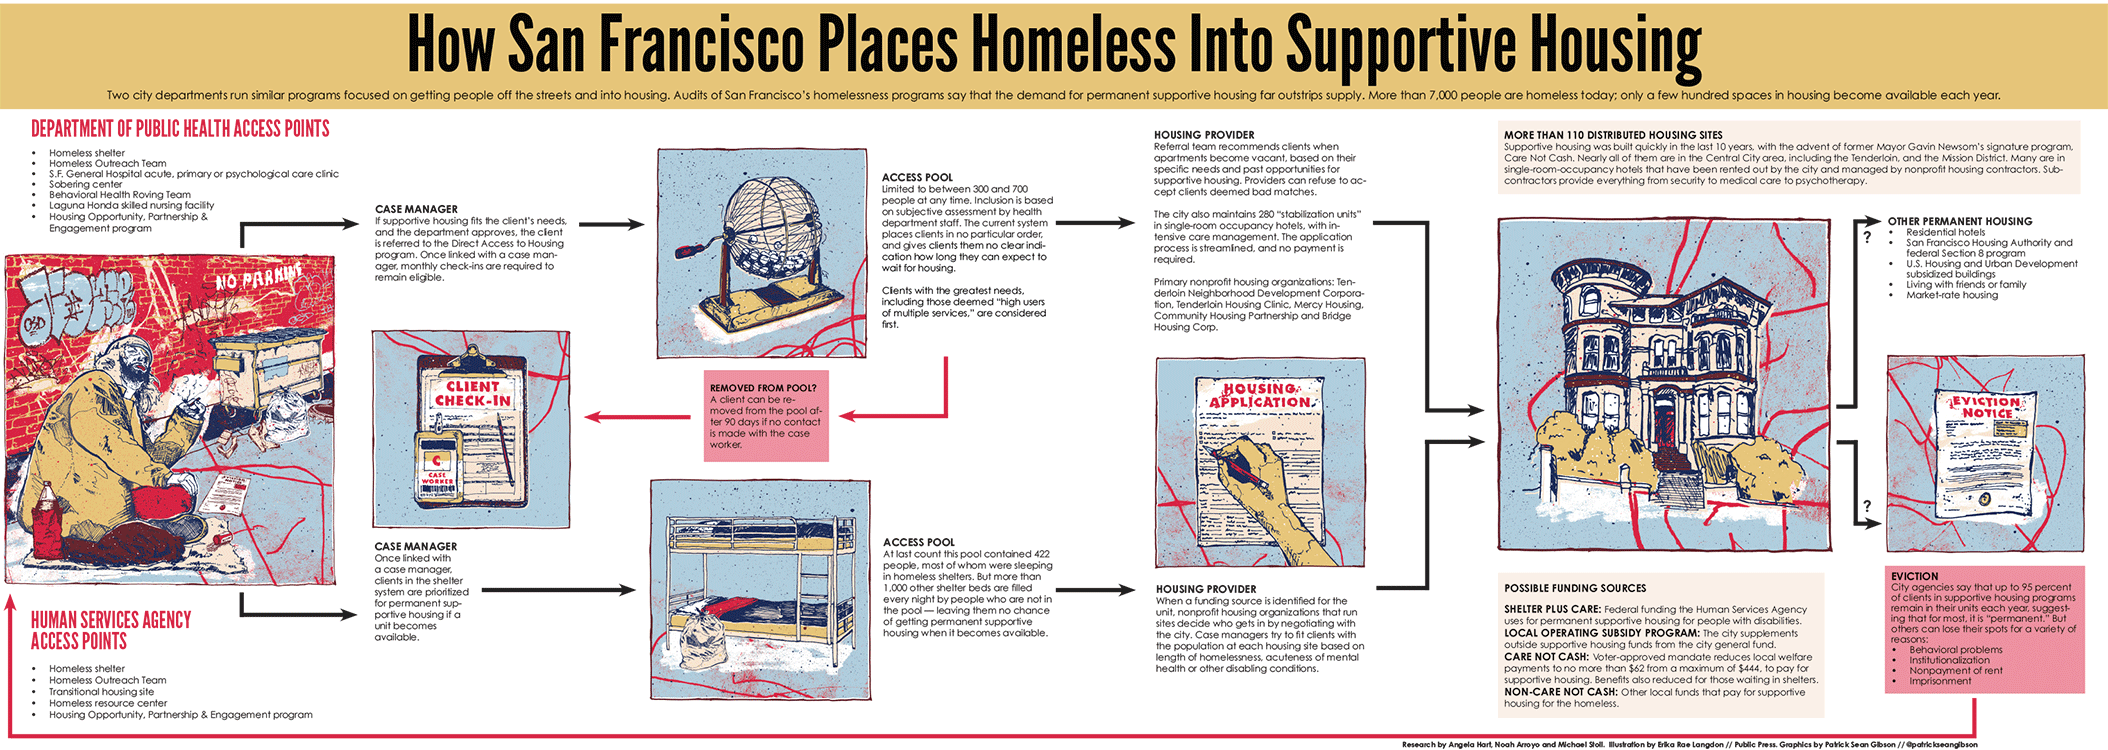 How San Francisco Places Homeless Into Supportive Housing
Two city departments run similar programs focused on getting people off the streets and into housing. Audits of San Francisco's homelessness programs say that the demand for permanent supportive housing far outstrips supply. More than 7,000 people are homeless today; only a few hundred spaces in housing become available each year.
DEPARTMENT OF PUBLIC HEALTH ACCESS POINTS
• Homeless shelter
• Homeless Outreach Team
• S.F. General Hospital acute, primary or psychological care clinic
• Sobering center
• Behavioral Health Roving Team
• Laguna Honda skilled nursing facility
• Housing Opportunity, Partnership &
Engagement program
NO PARKING
HUMAN SERVICES AGENCY
ACCESS POINTS
• Homeless shelter
• Homeless Outreach Team
• Transitional housing site
• Homeless resource center
• Housing Opportunity, Partnership & Engagement program
CASE MANAGER
If supportive housing fits the client's needs,
and the department approves, the client
is referred to the Direct Access to Housing
program. Once linked with a case man-
ager, monthly check-ins are required to
remain eligible.
CLIENT
CHECK-IN
C
CASE
WORKER
CASE MANAGER
Once linked with
a case manager,
clients in the shelter
system are prioritized
for permanent sup-
portive housing if a
unit becomes
available.
ACCESS POOL
Limited to between 300 and 700
people at any time. Inclusion is based
on subjective assessment by health
department staff. The current system
places clients in no particular order,
and gives clients them no clear indi-
cation how long they can expect to
wait for housing.
Clients with the greatest needs,
including those deemed "high users
of multiple services," are considered
first.
REMOVED FROM POOL?
A client can be re-
moved from the pool af-
ter 90 days if no contact
is made with the case
worker.
ACCESS POOL
At last count this pool contained 422
people, most of whom were sleeping
in homeless shelters. But more than
1,000 other shelter beds are filled
every night by people who are not in
the pool — leaving them no chance
of getting permanent supportive
housing when it becomes available.
HOUSING PROVIDER
Referral team recommends clients when
apartments become vacant, based on their
specific needs and past opportunities for
supportive housing. Providers can refuse to ac-
cept clients deemed bad matches.
The city also maintains 280 "stabilization units"
in single-room occupancy hotels, with in-
tensive care management. The application
process is streamlined, and no payment is
required.
Primary nonprofit housing organizations: Ten-
derloin Neighborhood Development Corpora-
tion, Tenderloin Housing Clinic, Mercy Housing,
Community Housing Partnership and Bridge
Housing Corp.
HOUSING
APPLICATION
HOUSING PROVIDER
When a funding source is identified for the
unit, nonprofit housing organizations that run
sites decide who gets in by negotiating with
the city. Case managers try to fit clients with
the population at each housing site based on
length of homelessness, acuteness of mental
health or other disabling conditions.
MORE THAN 110 DISTRIBUTED HOUSING SITES
Supportive housing was built quickly in the last 10 years, with the advent of former Mayor Gavin Newsom's signature program,
Care Not Cash. Nearly all of them are in the Central City area, including the Tenderloin, and the Mission District. Many are in
single-room-occupancy hotels that have been rented out by the city and managed by nonprofit housing contractors. Sub-
contractors provide everything from security to medical care to psychotherapy.
?
OTHER PERMANENT HOUSING
• Residential hotels
• San Francisco Housing Authority and
federal Section 8 program
• U.S. Housing and Urban Development
subsidized buildings
• Living with friends or family
• Market-rate housing
?
EVICTION
NOTICE
POSSIBLE FUNDING SOURCES
SHELTER PLUS CARE: Federal funding the Human Services Agency
uses for permanent supportive housing for people with disabilities.
LOCAL OPERATING SUBSIDY PROGRAM: The city supplements
outside supportive housing funds from the city general fund.
CARE NOT CASH: Voter-approved mandate reduces local welfare
payments to no more than $62 from a maximum of $444, to pay for
supportive housing. Benefits also reduced for those waiting in shelters.
NON-CARE NOT CASH: Other local funds that pay for supportive
housing for the homeless.
EVICTION
City agencies say that up to 95 percent
of clients in supportive housing programs
remain in their units each year, suggest-
ing that for most, it is "permanent." But
others can lose their spots for a variety of
reasons:
• Behavioral problems
• Institutionalization
• Nonpayment of rent
• Imprisonment
Research by Angela Hart, Noah Arroyo and Michael Stoll. Illustration by Erika Rae Langdon // Public Press. Graphics by Patrick Sean Gibson // @patrickseangibson